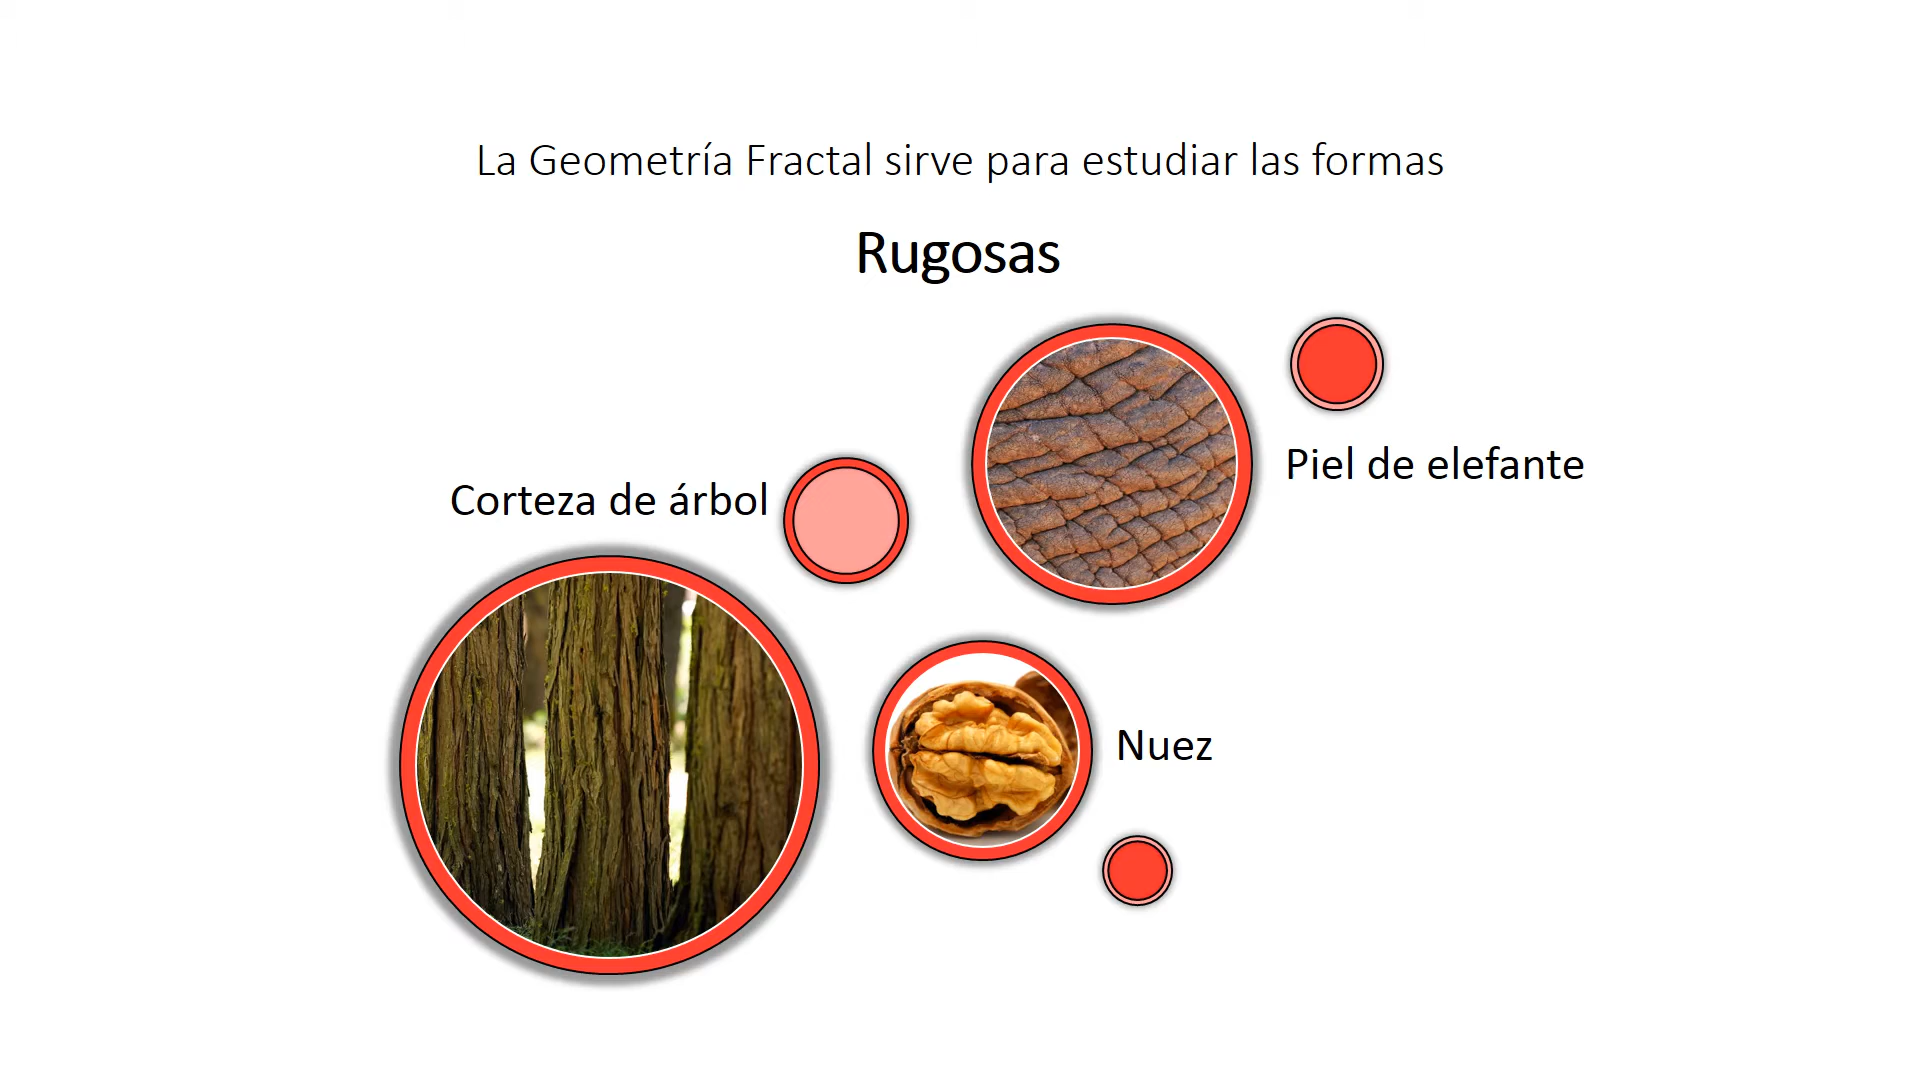 La Geometría Fractal sirve para estudiar las formas
Rugosas
Piel de elefante
Corteza de árbol
Nuez